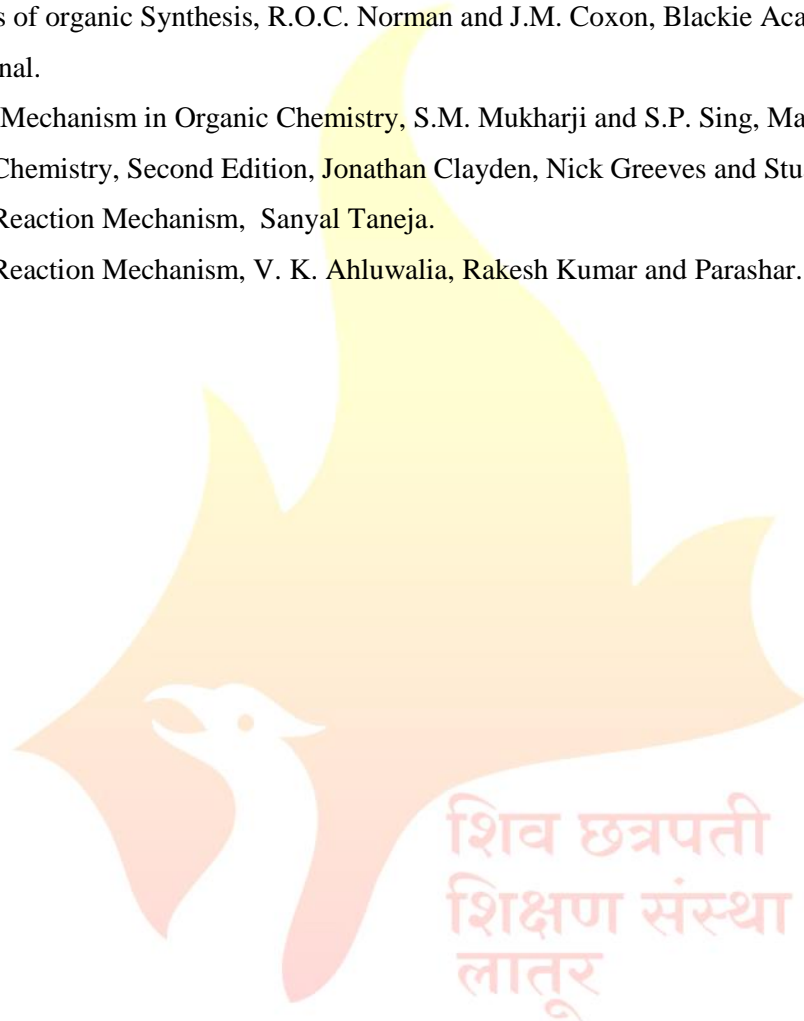 s of organic Synthesis, R.O.C. Norman and J.M. Coxon, Blackie Aca
nal.
Mechanism in Organic Chemistry, S.M. Mukharji and S.P. Sing, Ma
Chemistry, Second Edition, Jonathan Clayden, Nick Greeves and Stu
Reaction Mechanism, Sanyal Taneja.
Reaction Mechanism, V. K. Ahluwalia, Rakesh Kumar and Parashar.
शिव छत्रपती
शिक्षण संस्था
लातूर